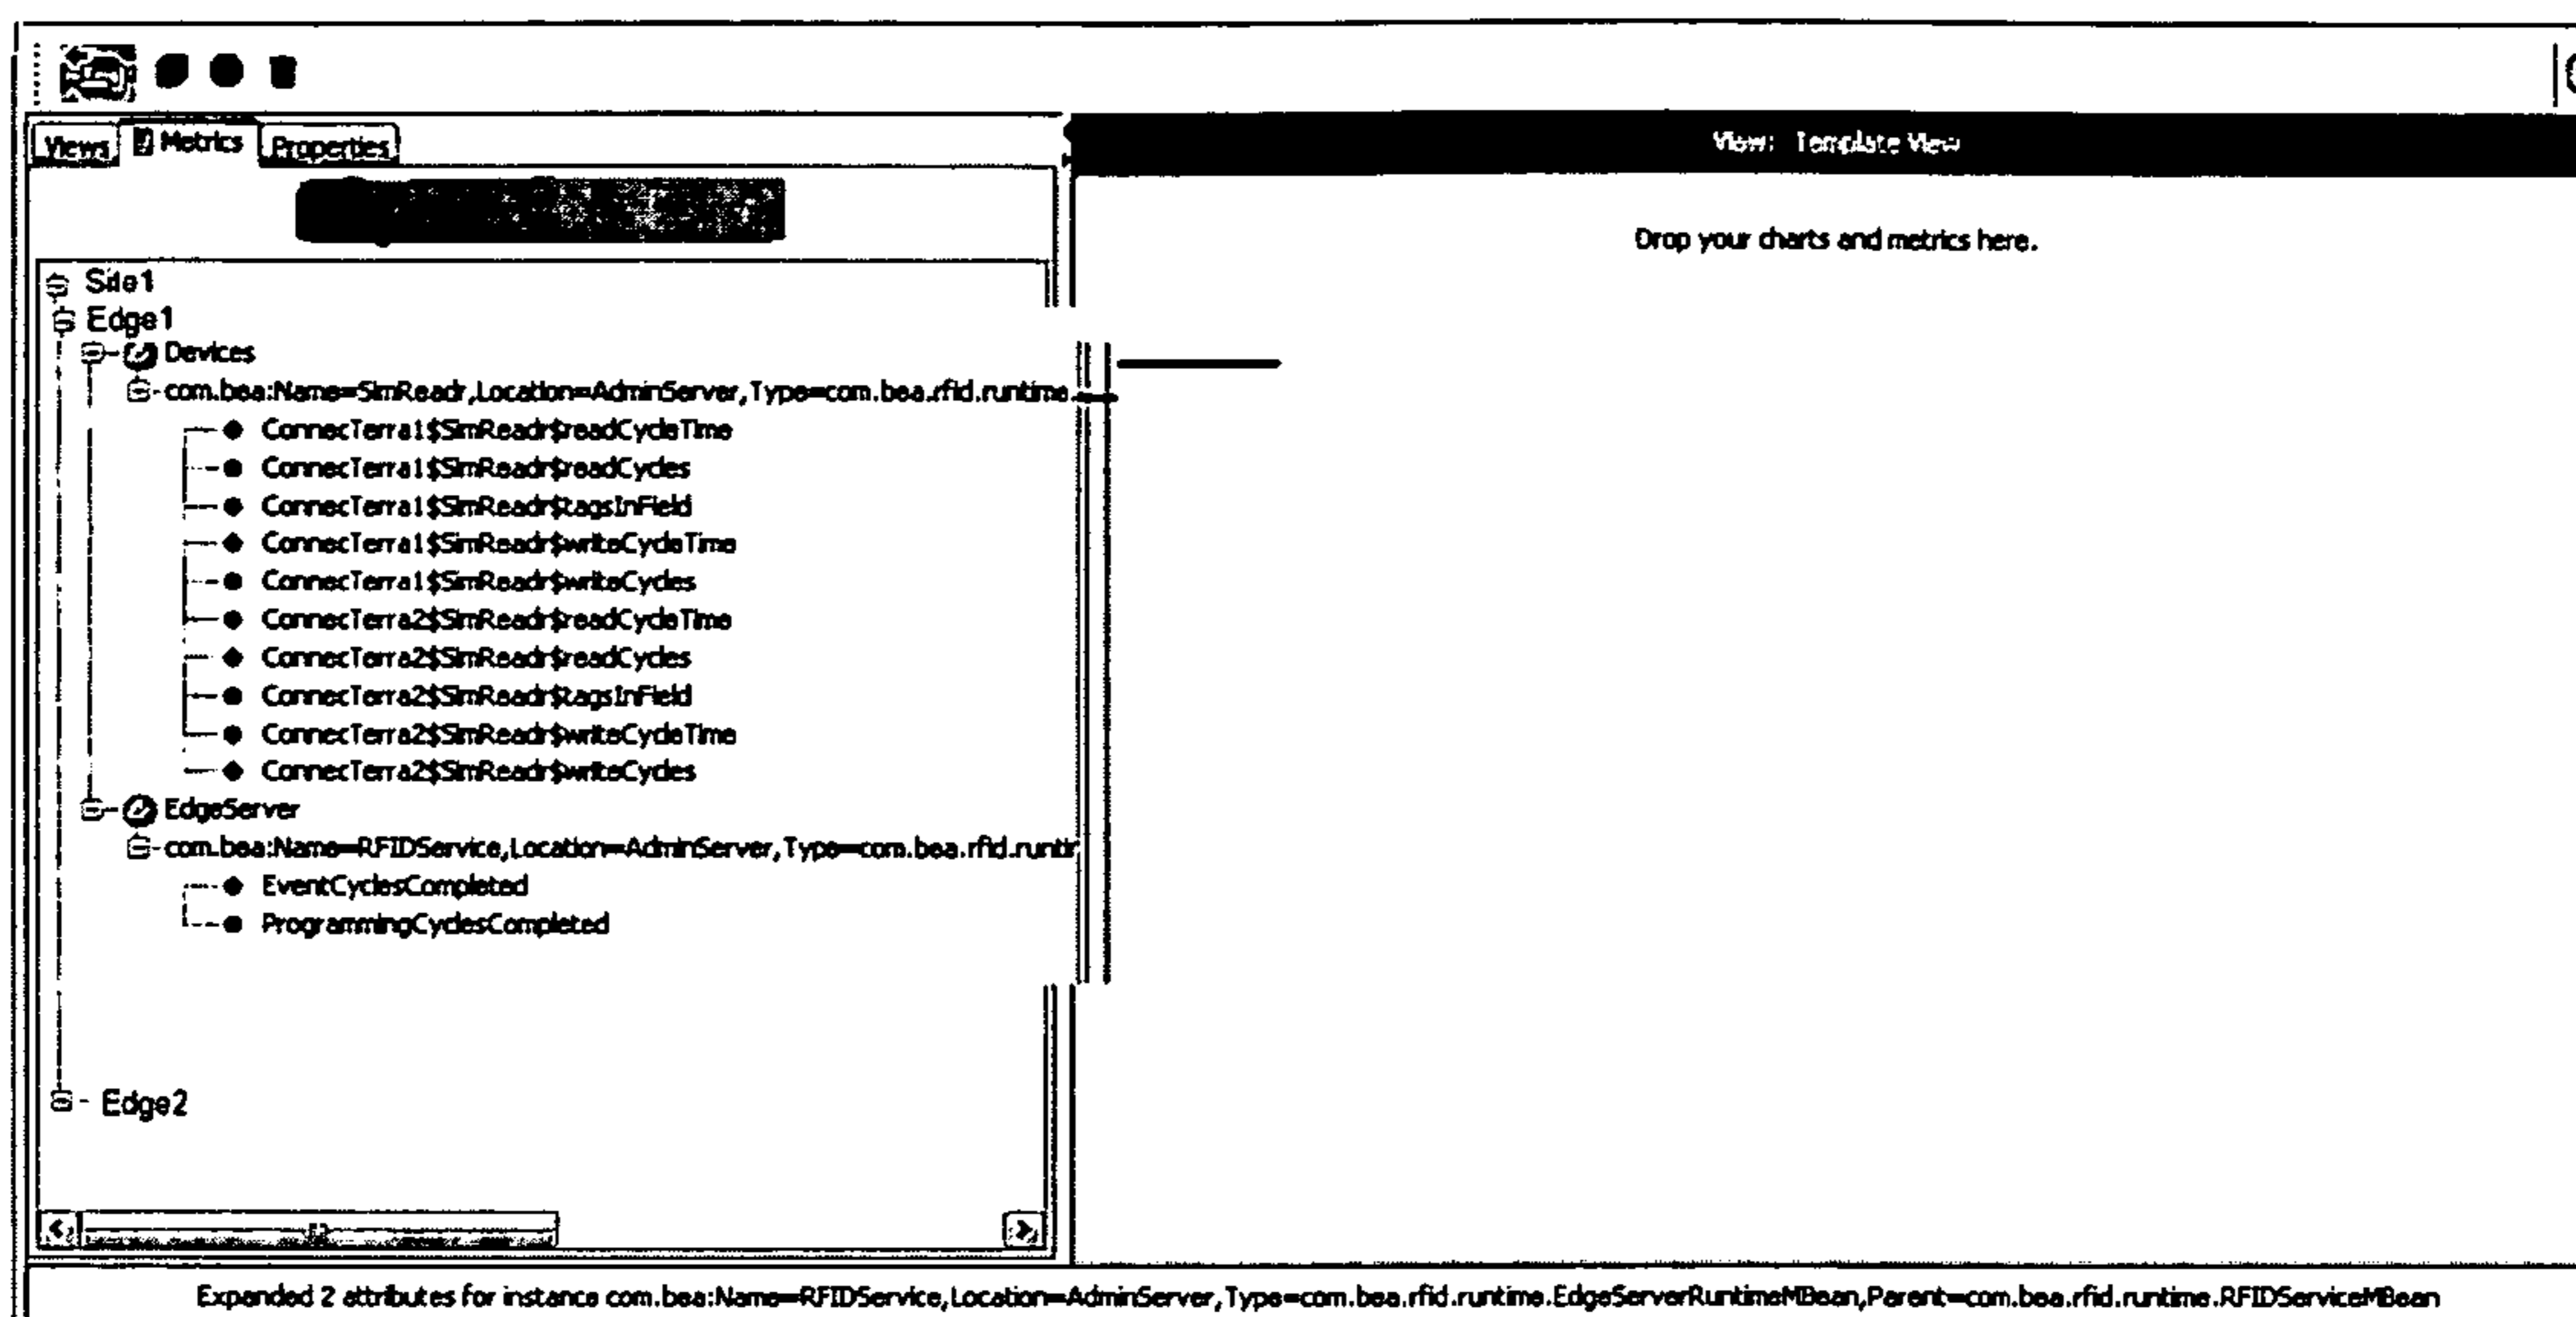 Views Metrics Properties
View: Template View
Drop your charts and metrics here.
Site1
Edge1
Devices
com.bea:Name=SimReadr,Location=AdminServer,Type=com.bea.rfid.runtime.
ConnecTerra1$SimReadr$readCycleTime
ConnecTerra1$SimReadr$readCycles
ConnecTerra1$SimReadr$tagsInField
ConnecTerra1$SimReadr$writeCycleTime
ConnecTerra1$SimReadr$writeCycles
ConnecTerra2$SimReadr$readCycleTime
ConnecTerra2$SimReadr$readCycles
ConnecTerra2$SimReadr$tagsInField
ConnecTerra2$SimReadr$writeCycleTime
ConnecTerra2$SimReadr$writeCycles
EdgeServer
com.bea:Name=RFIDService,Location=AdminServer,Type=com.bea.rfid.runtir
EventCyclesCompleted
ProgrammingCyclesCompleted
Edge2
Expanded 2 attributes for instance com.bea:Name=RFIDService,Location=AdminServer,Type=com.bea.rfid.runtime.EdgeServerRuntimeMBean,Parent=com.bea.rfid.runtime.RFIDServiceMBean